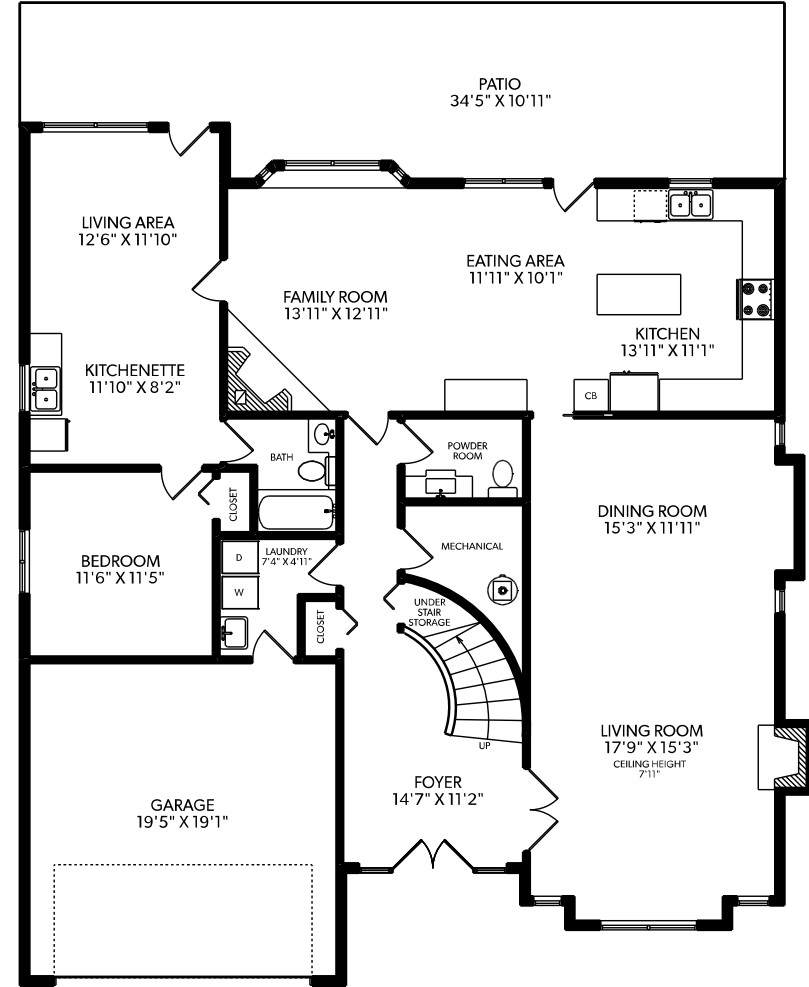 PATIO
34'5" X 10'11"
LIVING AREA
12'6" X 11'10"
EATING AREA
11'11" X 10'1"
FAMILY ROOM
13'11" X 12'11"
KITCHEN
13'11" X 11'1"
KITCHENETTE
11'10" X 8'2"
CB
BATH
POWDER
ROOM
CLOSET
DINING ROOM
15'3" X 11'11"
BEDROOM
11'6" X 11'5"
D
LAUNDRY
7'4" X 4'11"
MECHANICAL
W
CLOSET
UNDER
STAIR
STORAGE
UP
LIVING ROOM
17'9" X 15'3"
CEILING HEIGHT
7'11"
FOYER
14'7" X 11'2"
GARAGE
19'5" X 19'1"